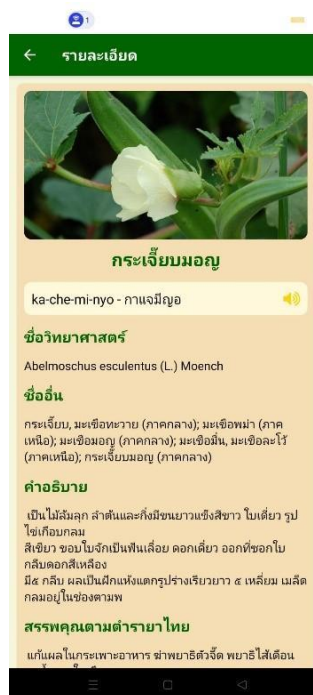 1
รายละเอียด
กระเจี๊ยบมอญ
ka-che-mi-nyo - กาแจมีญอ
ชื่อวิทยาศาสตร์
Abelmoschus esculentus (L.) Moench
ชื่ออื่น
กระเจี๊ยบ, มะเขือทะวาย (ภาคกลาง); มะเขือพม่า (ภาค
เหนือ); มะเขือมอญ (ภาคกลาง); มะเขือมื่น, มะเขือละโว้
(ภาคเหนือ); กระเจี๊ยบมอญ (ภาคกลาง)
คำอธิบาย
เป็นไม้ล้มลุก ลำต้นและกิ่งมีขนยาวแข็งสีขาว ใบเดี่ยว รูป
ไข่เกือบกลม
สีเขียว ขอบใบจักเป็นฟันเลื่อย ดอกเดี่ยว ออกที่ซอกใบ
กลีบดอกสีเหลือง
มี๕ กลีบ ผลเป็นฝักแห้งแตกรูปร่างเรียวยาว ๕ เหลี่ยม เมล็ด
กลมอยู่ในช่องตามพ
สรรพคุณตามตำรายาไทย
แก้แผลในกระเพาะอาหาร ฆ่าพยาธิตัวจี๊ด พยาธิไส้เดือน